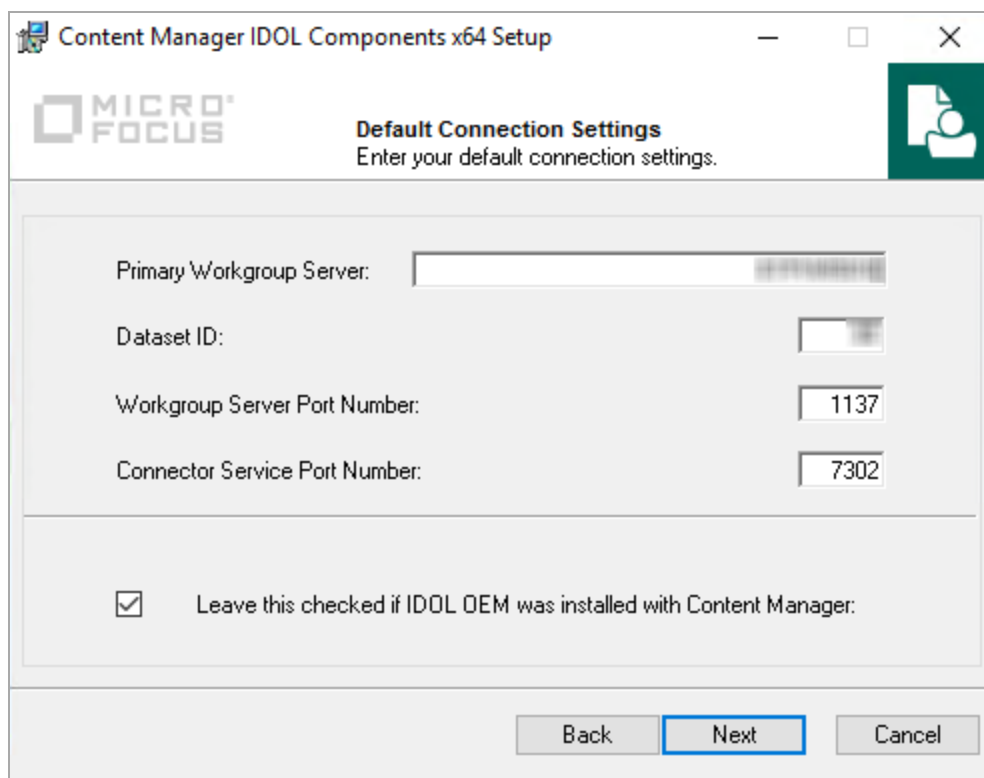 Content Manager IDOL Components x64 Setup
MICRO
FOCUS
Default Connection Settings
Enter your default connection settings.
Primary Workgroup Server:
Dataset ID:
Workgroup Server Port Number: 1137
Connector Service Port Number: 7302
Leave this checked if IDOL OEM was installed with Content Manager:
Back Next Cancel